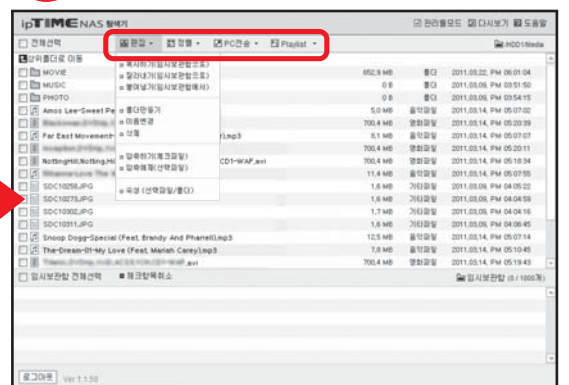 ipTIME NAS 탐색기 관리툴모드 다시보기 도움말
전체선택 편집 정렬 PC전송 Playlist /HDD1/Media
상위폴더로 이동
복사하기(임시보관함으로)
MOVIE 652,9 MB 폴더 2011,03,22, PM 06:01:04
잘라내기(임시보관함으로)
MUSIC 0 B 폴더 2011,03,09, PM 03:51:50
붙여넣기(임시보관함에서)
PHOTO 0 B 폴더 2011,03,09, PM 03:54:15
Amos Lee-Sweet Pe 5,0 MB 음악파일 2011,03,14, PM 05:07:02
폴더만들기
700,4 MB 영화파일 2011,03,14, PM 05:20:39
이름변경
Far East Movement- ).mp3 8,1 MB 음악파일 2011,03,14, PM 05:07:07
삭제
700,4 MB 영화파일 2011,03,14, PM 05:20:11
압축하기(체크파일)
NottingHill,Notting,Hi CD1-WAF,avi 700,4 MB 영화파일 2011,03,14, PM 05:18:34
압축해제(선택파일)
11,4 MB 음악파일 2011,03,14, PM 05:07:55
SDC10258.JPG 1,6 MB 기타파일 2011,03,09, PM 04:05:22
속성 (선택파일/폴더)
SDC10273.JPG 1,6 MB 기타파일 2011,03,09, PM 04:04:58
SDC10302.JPG 1,7 MB 기타파일 2011,03,09, PM 04:04:16
SDC10311.JPG 1,6 MB 기타파일 2011,03,09, PM 04:06:45
Snoop Dogg-Special (Feat, Brandy And Pharrell).mp3 12,5 MB 음악파일 2011,03,14, PM 05:07:14
The-Dream-01-My Love (Feat, Mariah Carey).mp3 7,8 MB 음악파일 2011,03,14, PM 05:10:45
avi 700,4 MB 영화파일 2011,03,14, PM 05:19:43
임시보관함 전체선택 체크항목취소 임시보관함 (0 / 1000개)
로그아웃 Ver 1.1.50